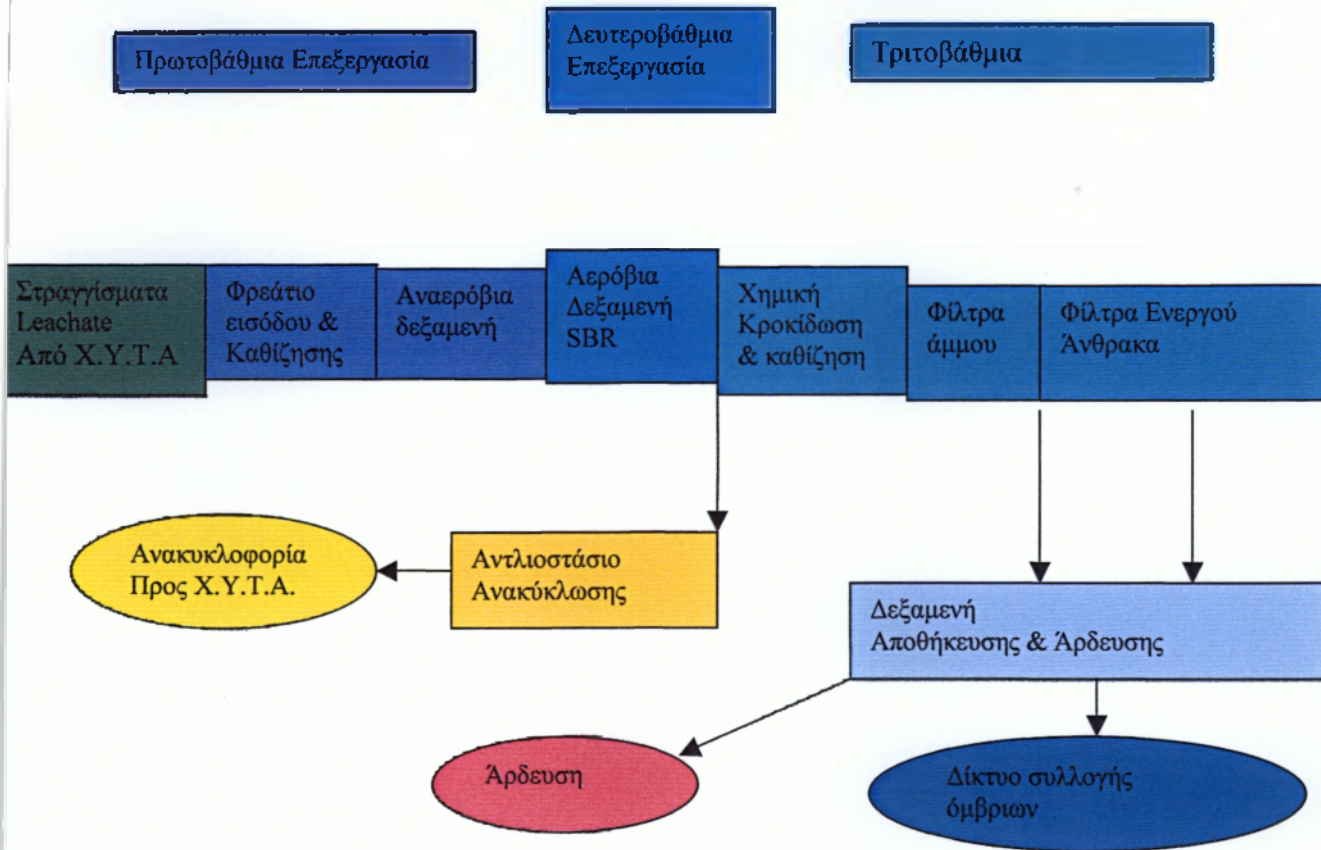 Πρωτοβάθμια Επεξεργασία
Δευτεροβάθμια
Επεξεργασία
Τριτοβάθμια
Στραγγίσματα
Leachate
Από Χ.Υ.Τ.Α
Φρεάτιο
εισόδου &
Καθίζησης
Αναερόβια
δεξαμενή
Αερόβια
Δεξαμενή
SBR
Χημική
Κροκίδωση
& καθίζηση
Φίλτρα
άμμου
Φίλτρα Ενεργού
Άνθρακα
Ανακυκλοφορία
Προς Χ.Υ.Τ.Α.
Αντλιοστάσιο
Ανακύκλωσης
Δεξαμενή
Αποθήκευσης & Άρδευσης
Άρδευση
Δίκτυο συλλογής
όμβριων